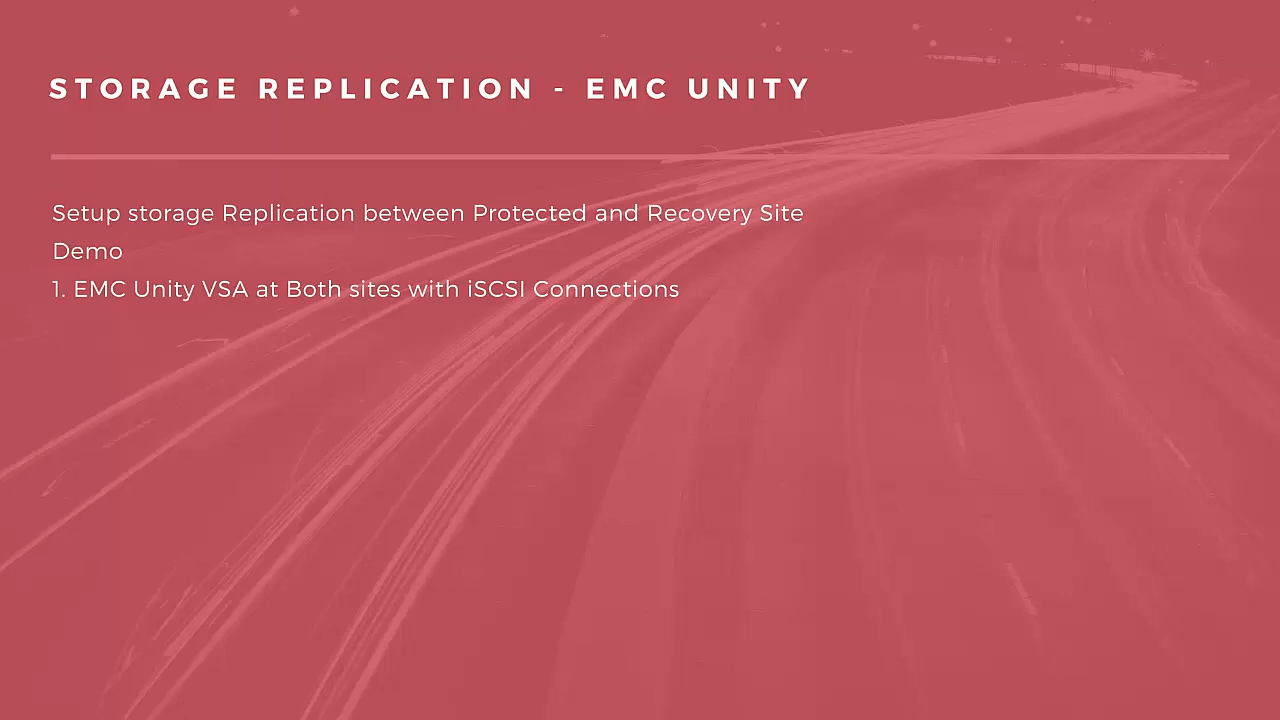 STORAGE REPLICATION - EMC UNITY
Setup storage Replication between Protected and Recovery Site
Demo
1. EMC Unity VSA at Both sites with iSCSI Connections